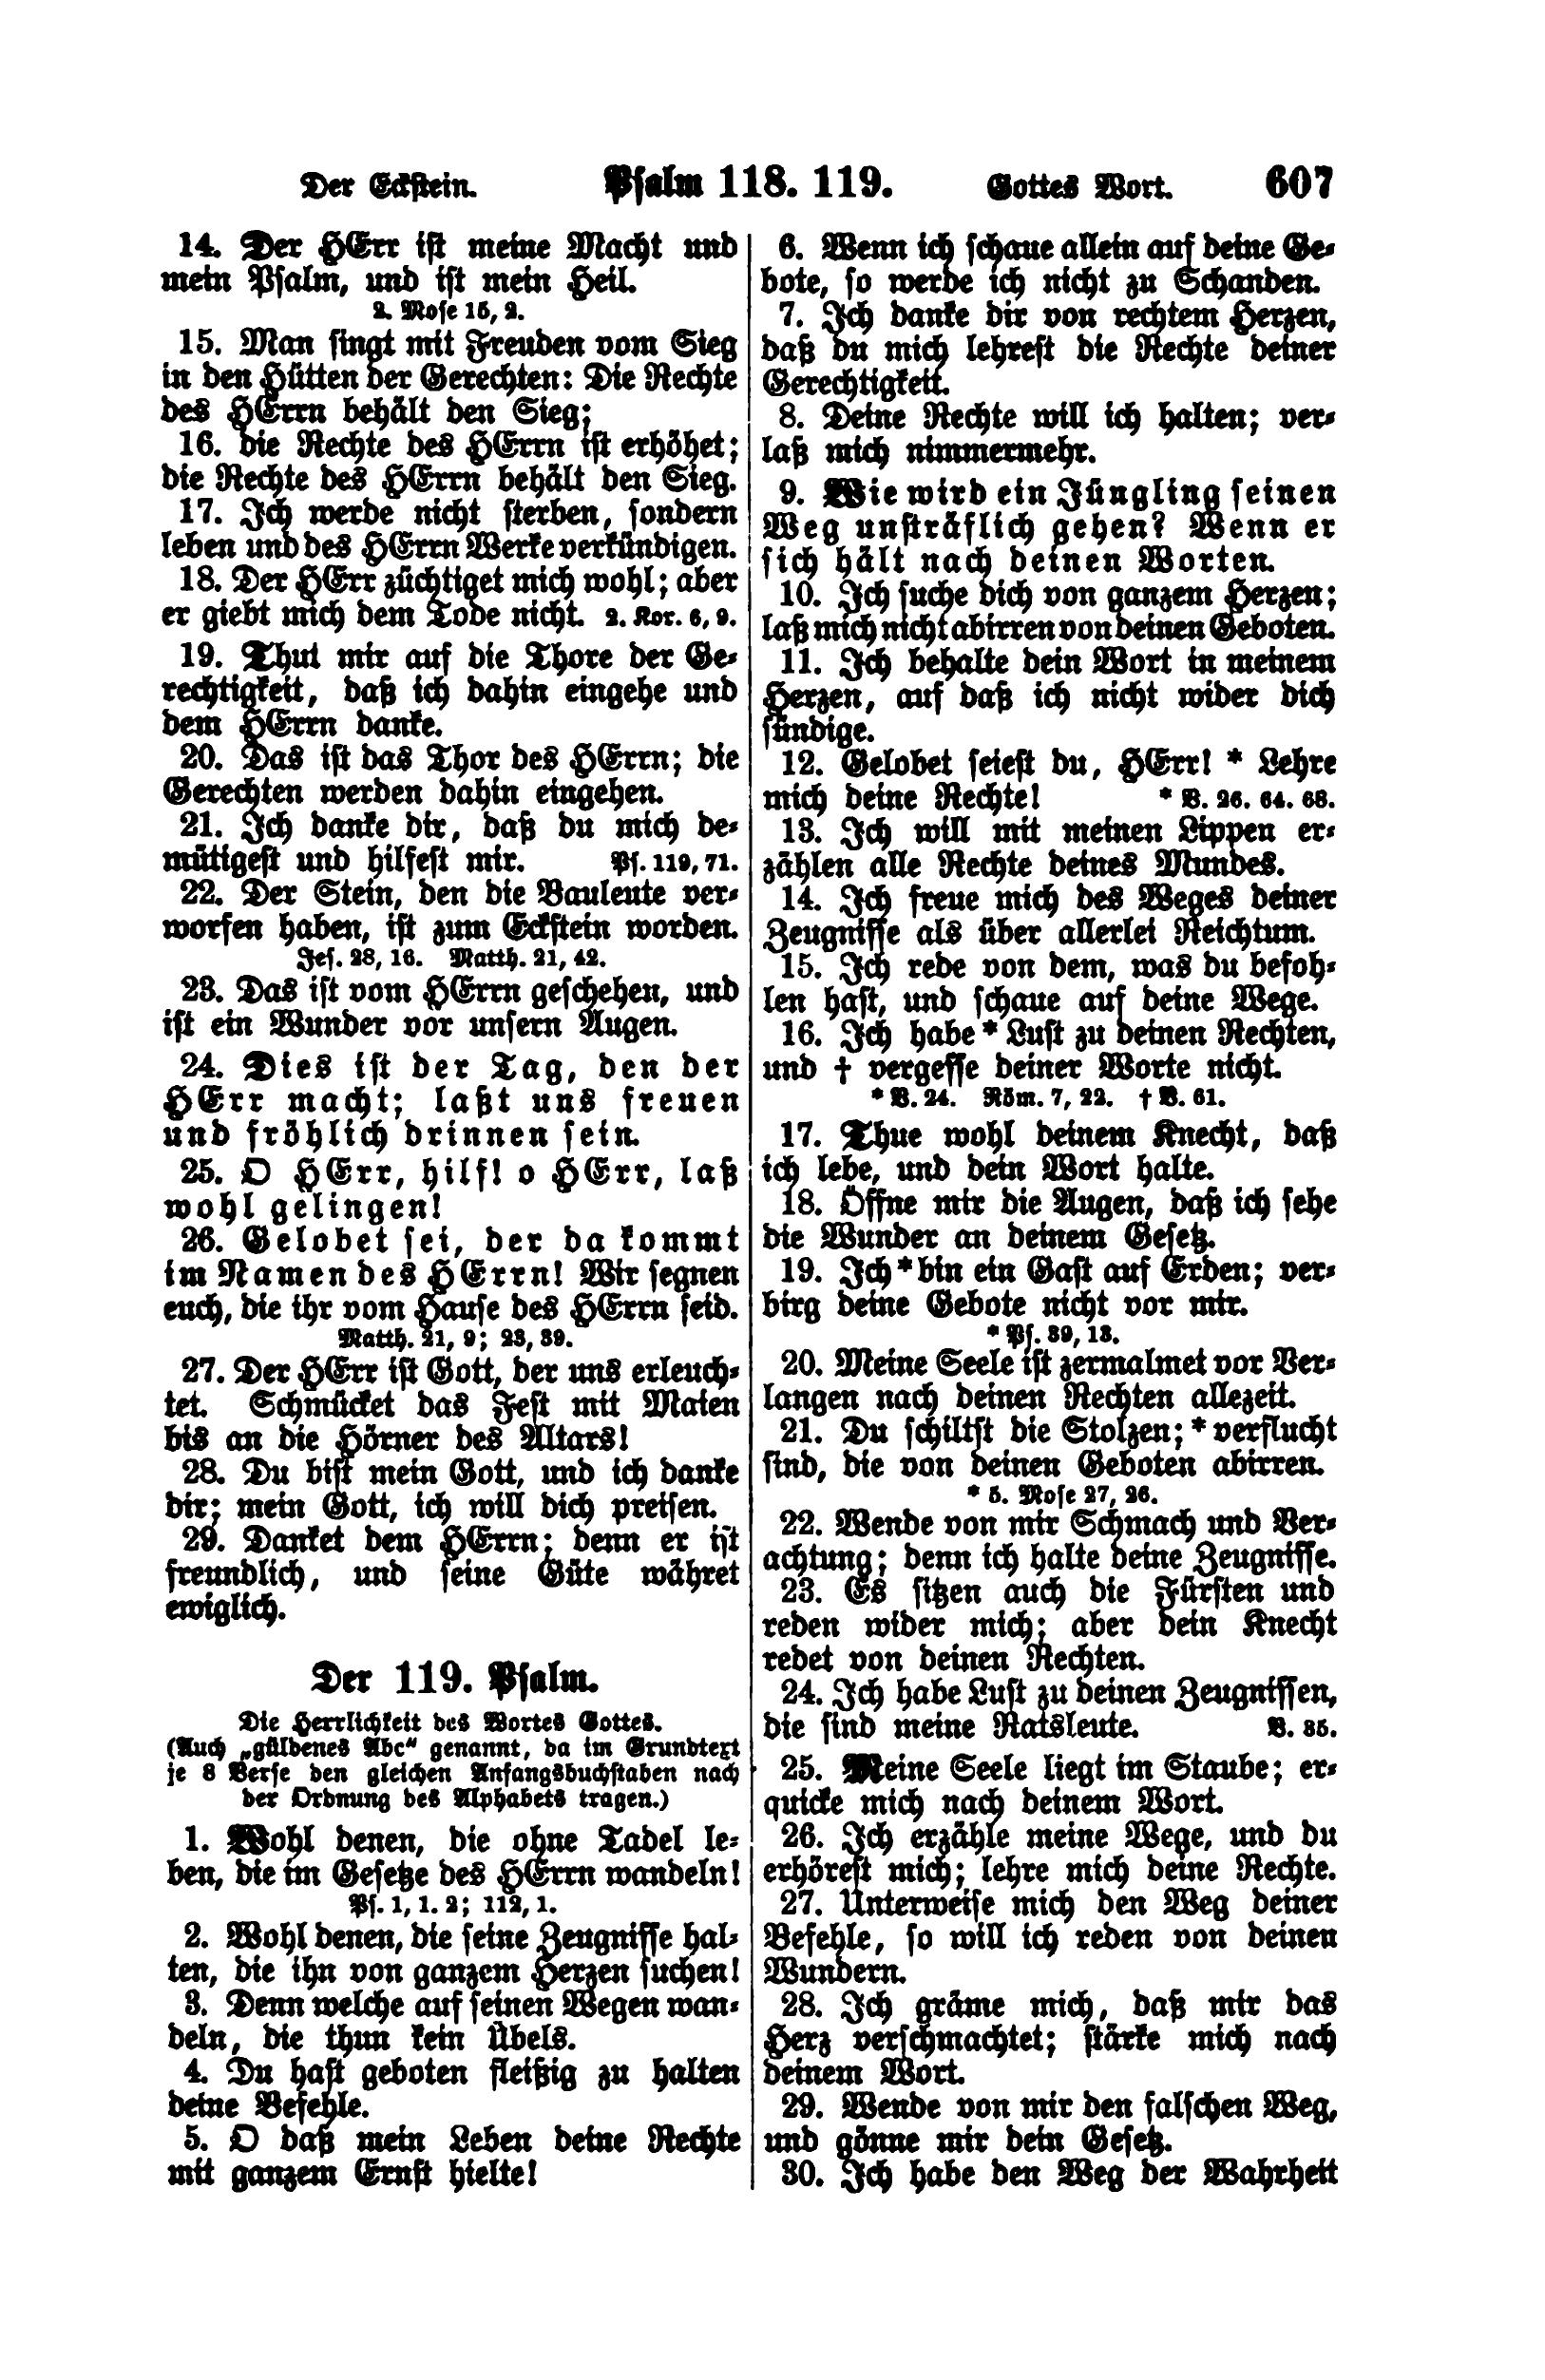 Der Eckstein. Psalm 118. 119. Gottes Wort. 607
14. Der HErr ist meine Macht und
mein Psalm, und ist mein Heil.
2. Mose 15, 2.
15. Man singt mit Freuden vom Sieg
in den Hütten der Gerechten: Die Rechte
des HErrn behält den Sieg;
16. die Rechte des HErrn ist erhöhet;
die Rechte des HErrn behält den Sieg.
17. Ich werde nicht sterben, sondern
leben und des HErrn Werke verkündigen.
18. Der HErr züchtiget mich wohl; aber
er giebt mich dem Tode nicht. 2. Kor. 6, 9.
19. Thut mir auf die Thore der Ge-
rechtigkeit, daß ich dahin eingehe und
dem HErrn danke.
20. Das ist das Thor des HErrn; die
Gerechten werden dahin eingehen.
21. Ich danke dir, daß du mich de-
mütigest und hilfest mir. Ps. 119, 71.
22. Der Stein, den die Bauleute ver-
worfen haben, ist zum Eckstein worden.
Jes. 28, 16. Matth. 21, 42.
23. Das ist vom HErrn geschehen, und
ist ein Wunder vor unsern Augen.
24. Dies ist der Tag, den der
HErr macht; laßt uns freuen
und fröhlich drinnen sein.
25. O HErr, hilf! o HErr, laß
wohl gelingen!
26. Gelobet sei, der da kommt
im Namen des HErrn! Wir segnen
euch, die ihr vom Hause des HErrn seid.
Matth. 21, 9; 23, 39.
27. Der HErr ist Gott, der uns erleuch-
tet. Schmücket das Fest mit Maien
bis an die Hörner des Altars!
28. Du bist mein Gott, und ich danke
dir; mein Gott, ich will dich preisen.
29. Danket dem HErrn; denn er ist
freundlich, und seine Güte währet
ewiglich.
Der 119. Psalm.
Die Herrlichkeit des Wortes Gottes.
(Auch „güldenes Abc“ genannt, da im Grundtext
je 8 Verse den gleichen Anfangsbuchstaben nach
der Ordnung des Alphabets tragen.)
1. Wohl denen, die ohne Tadel le-
ben, die im Gesetze des HErrn wandeln!
Ps. 1, 1. 2; 112, 1.
2. Wohl denen, die seine Zeugnisse hal-
ten, die ihn von ganzem Herzen suchen!
3. Denn welche auf seinen Wegen wan-
deln, die thun kein Übels.
4. Du hast geboten fleißig zu halten
deine Befehle.
5. O daß mein Leben deine Rechte
mit ganzem Ernst hielte!
6. Wenn ich schaue allein auf deine Ge-
bote, so werde ich nicht zu Schanden.
7. Ich danke dir von rechtem Herzen,
daß du mich lehrest die Rechte deiner
Gerechtigkeit.
8. Deine Rechte will ich halten; ver-
laß mich nimmermehr.
9. Wie wird ein Jüngling seinen
Weg unsträflich gehen? Wenn er
sich hält nach deinen Worten.
10. Ich suche dich von ganzem Herzen;
laß mich nicht abirren von deinen Geboten.
11. Ich behalte dein Wort in meinem
Herzen, auf daß ich nicht wider dich
sündige.
12. Gelobet seiest du, HErr! * Lehre
mich deine Rechte! * V. 26. 64. 68.
13. Ich will mit meinen Lippen er-
zählen alle Rechte deines Mundes.
14. Ich freue mich des Weges deiner
Zeugnisse als über allerlei Reichtum.
15. Ich rede von dem, was du befoh-
len hast, und schaue auf deine Wege.
16. Ich habe * Lust zu deinen Rechten,
und † vergesse deiner Worte nicht.
* V. 24. Röm. 7, 22. † V. 61.
17. Thue wohl deinem Knecht, daß
ich lebe, und dein Wort halte.
18. Öffne mir die Augen, daß ich sehe
die Wunder an deinem Gesetz.
19. Ich * bin ein Gast auf Erden; ver-
birg deine Gebote nicht vor mir.
* Ps. 39, 13.
20. Meine Seele ist zermalmet vor Ver-
langen nach deinen Rechten allezeit.
21. Du schiltst die Stolzen; * verflucht
sind, die von deinen Geboten abirren.
* 5. Mose 27, 26.
22. Wende von mir Schmach und Ver-
achtung; denn ich halte deine Zeugnisse.
23. Es sitzen auch die Fürsten und
reden wider mich; aber dein Knecht
redet von deinen Rechten.
24. Ich habe Lust zu deinen Zeugnissen,
die sind meine Ratsleute. V. 35.
25. Meine Seele liegt im Staube; er-
quicke mich nach deinem Wort.
26. Ich erzähle meine Wege, und du
erhörest mich; lehre mich deine Rechte.
27. Unterweise mich den Weg deiner
Befehle, so will ich reden von deinen
Wundern.
28. Ich gräme mich, daß mir das
Herz verschmachtet; stärke mich nach
deinem Wort.
29. Wende von mir den falschen Weg,
und gönne mir dein Gesetz.
30. Ich habe den Weg der Wahrheit